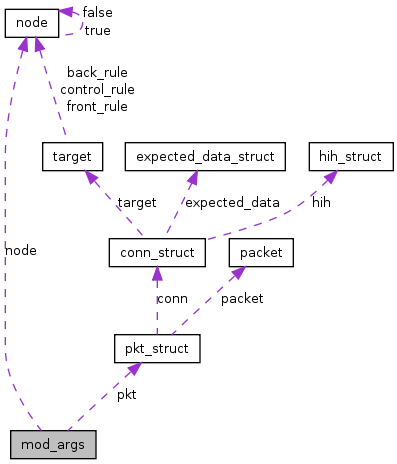 false
node
true
back_rule
control_rule
front_rule
target
expected_data_struct
hih_struct
target
expected_data
hih
node
conn_struct
packet
conn
packet
pkt_struct
pkt
mod_args